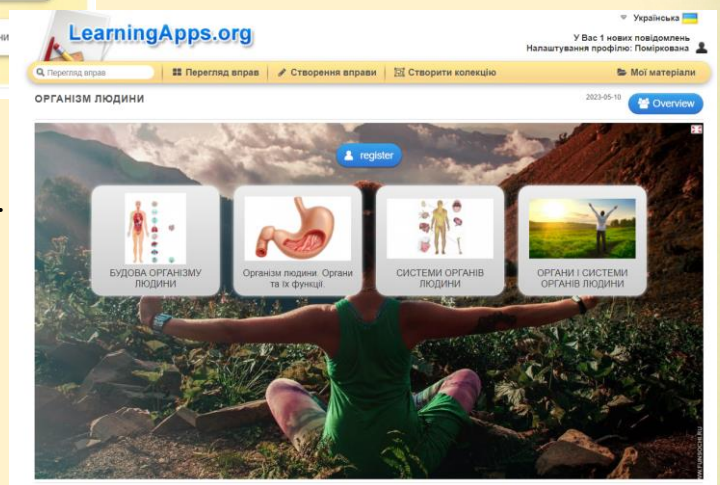 Українська
LearningApps.org
У Вас 1 нових повідомлень
Налаштування профілю: Поміркована
Перегляд вправ
Перегляд вправ
Створення вправи
Створити колекцію
Мої матеріали
ОРГАНІЗМ ЛЮДИНИ
2023-05-10
Overview
register
БУДОВА ОРГАНІЗМУ
ЛЮДИНИ
Організм людини. Органи
та їх функції.
СИСТЕМИ ОРГАНІВ
ЛЮДИНИ
ОРГАНИ І СИСТЕМИ
ОРГАНІВ ЛЮДИНИ